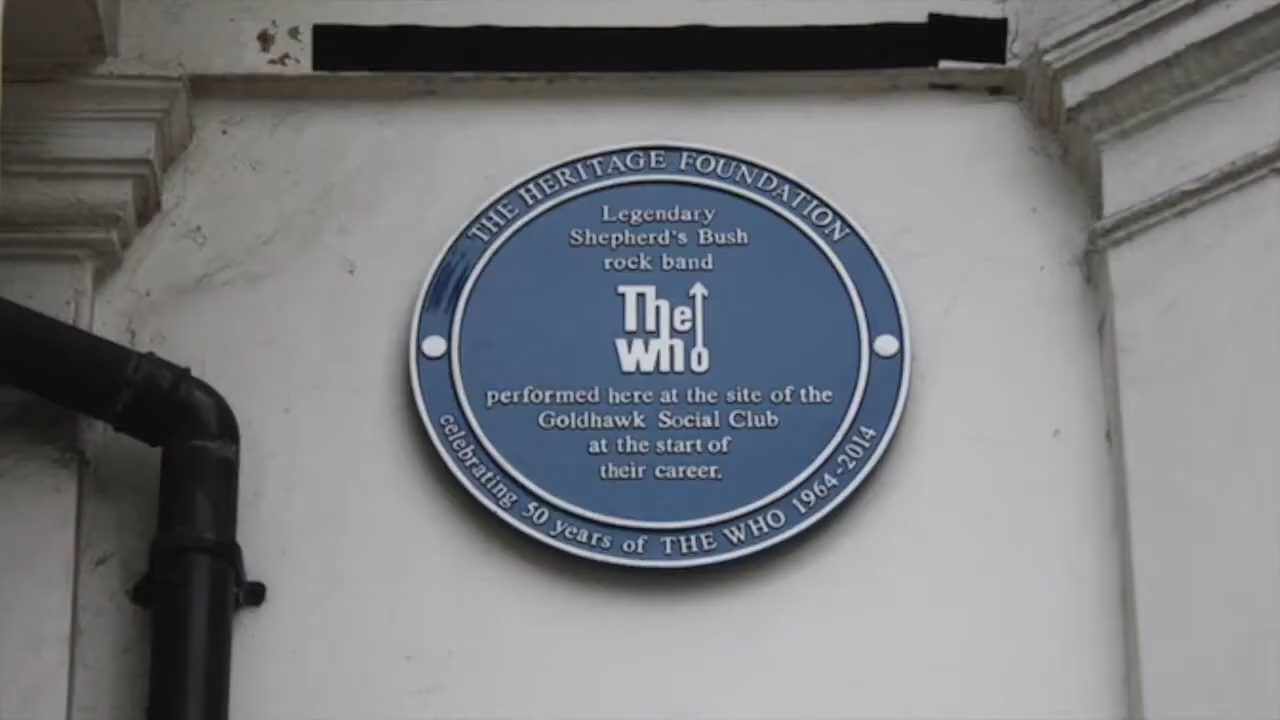 THE HERITAGE FOUNDATION
Legendary
Shepherd's Bush
rock band
The
who
performed here at the site of the
Goldhawk Social Club
at the start of
their career.
celebrating 50 years of THE WHO 1964-2014